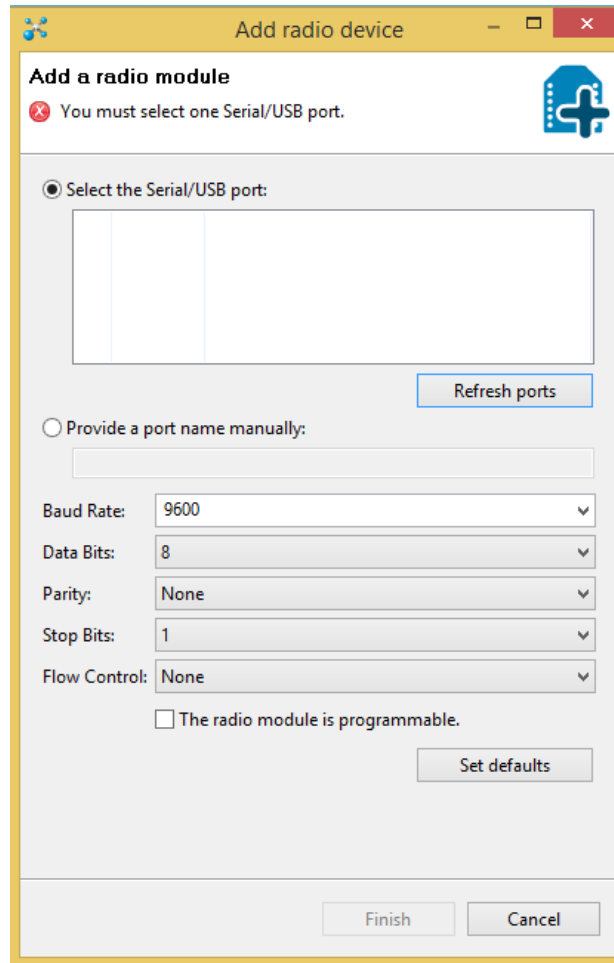 Add radio device
Add a radio module
You must select one Serial/USB port.
Select the Serial/USB port:
Refresh ports
Provide a port name manually:
Baud Rate: 9600
Data Bits: 8
Parity: None
Stop Bits: 1
Flow Control: None
The radio module is programmable.
Set defaults
Finish Cancel